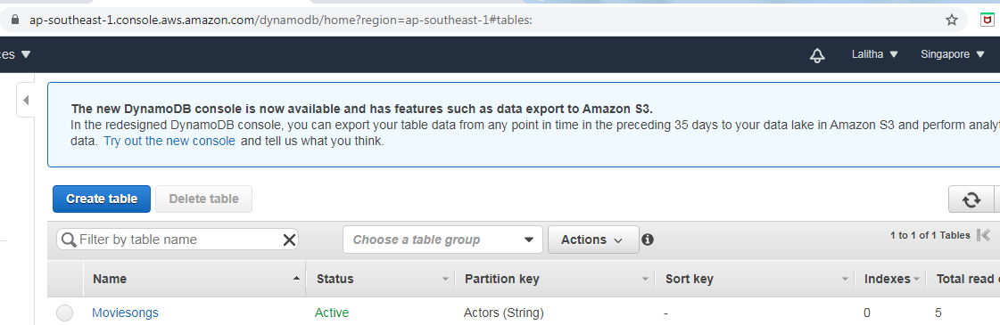 ap-southeast-1.console.aws.amazon.com/dynamodb/home?region=ap-southeast-1#tables:
ces Lalitha Singapore
The new DynamoDB console is now available and has features such as data export to Amazon S3.
In the redesigned DynamoDB console, you can export your table data from any point in time in the preceding 35 days to your data lake in Amazon S3 and perform analyt
data. Try out the new console and tell us what you think.
Create table Delete table
Filter by table name Choose a table group Actions 1 to 1 of 1 Tables
Name Status Partition key Sort key Indexes Total read
Moviesongs Active Actors (String) - 0 5